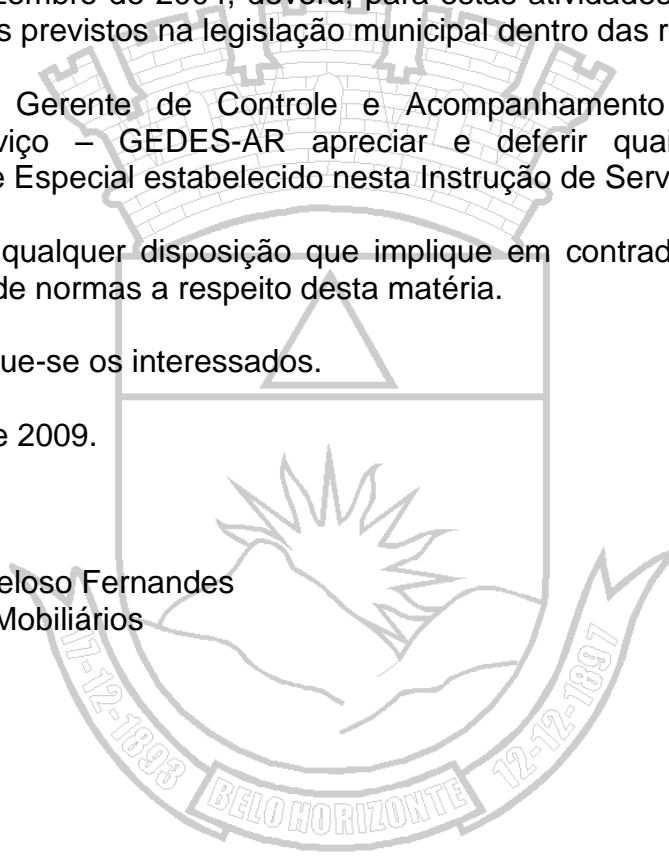 zembro de 2004, deverá, para estas atividades
s previstos na legislação municipal dentro das r
Gerente de Controle e Acompanhamento
viço – GEDES-AR apreciar e deferir qua
e Especial estabelecido nesta Instrução de Serv
qualquer disposição que implique em contrad
de normas a respeito desta matéria.
que-se os interessados.
e 2009.
eloso Fernandes
Mobiliários
17-12-1893
BELO HORIZONTE
12-12-1897